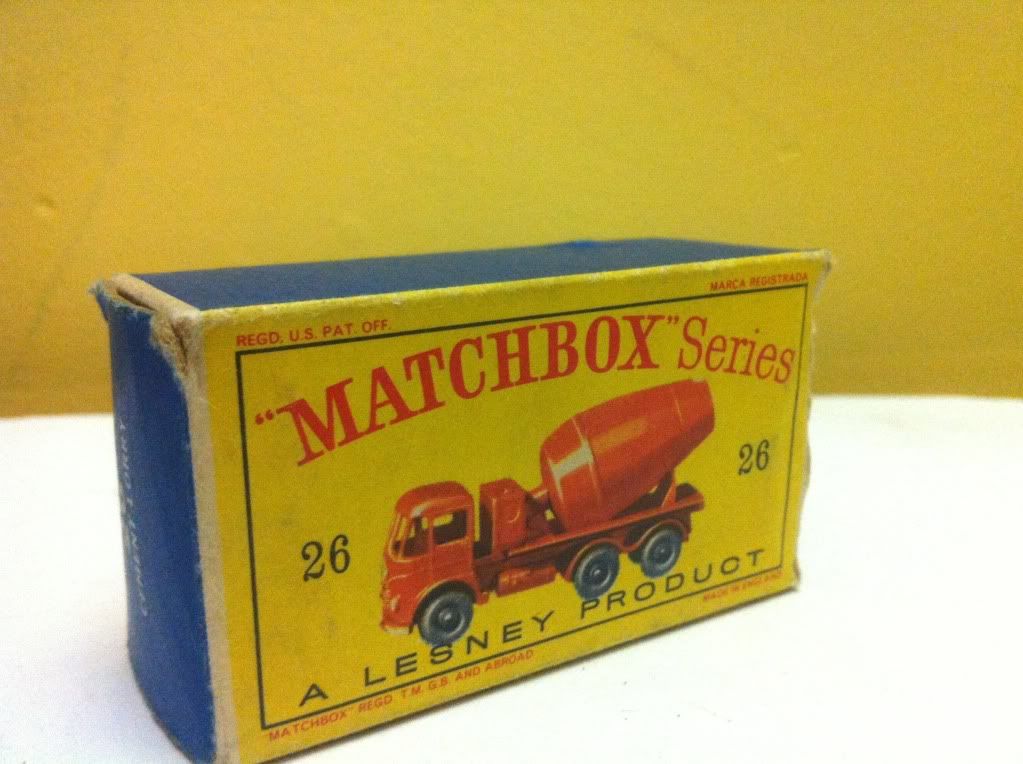 MARCA REGISTRADA
REGD. U.S. PAT. OFF.
"MATCHBOX" Series
26
26
A LESNEY PRODUCT
MADE IN ENGLAND
"MATCHBOX" REGD T.M. G.B. AND ABROAD